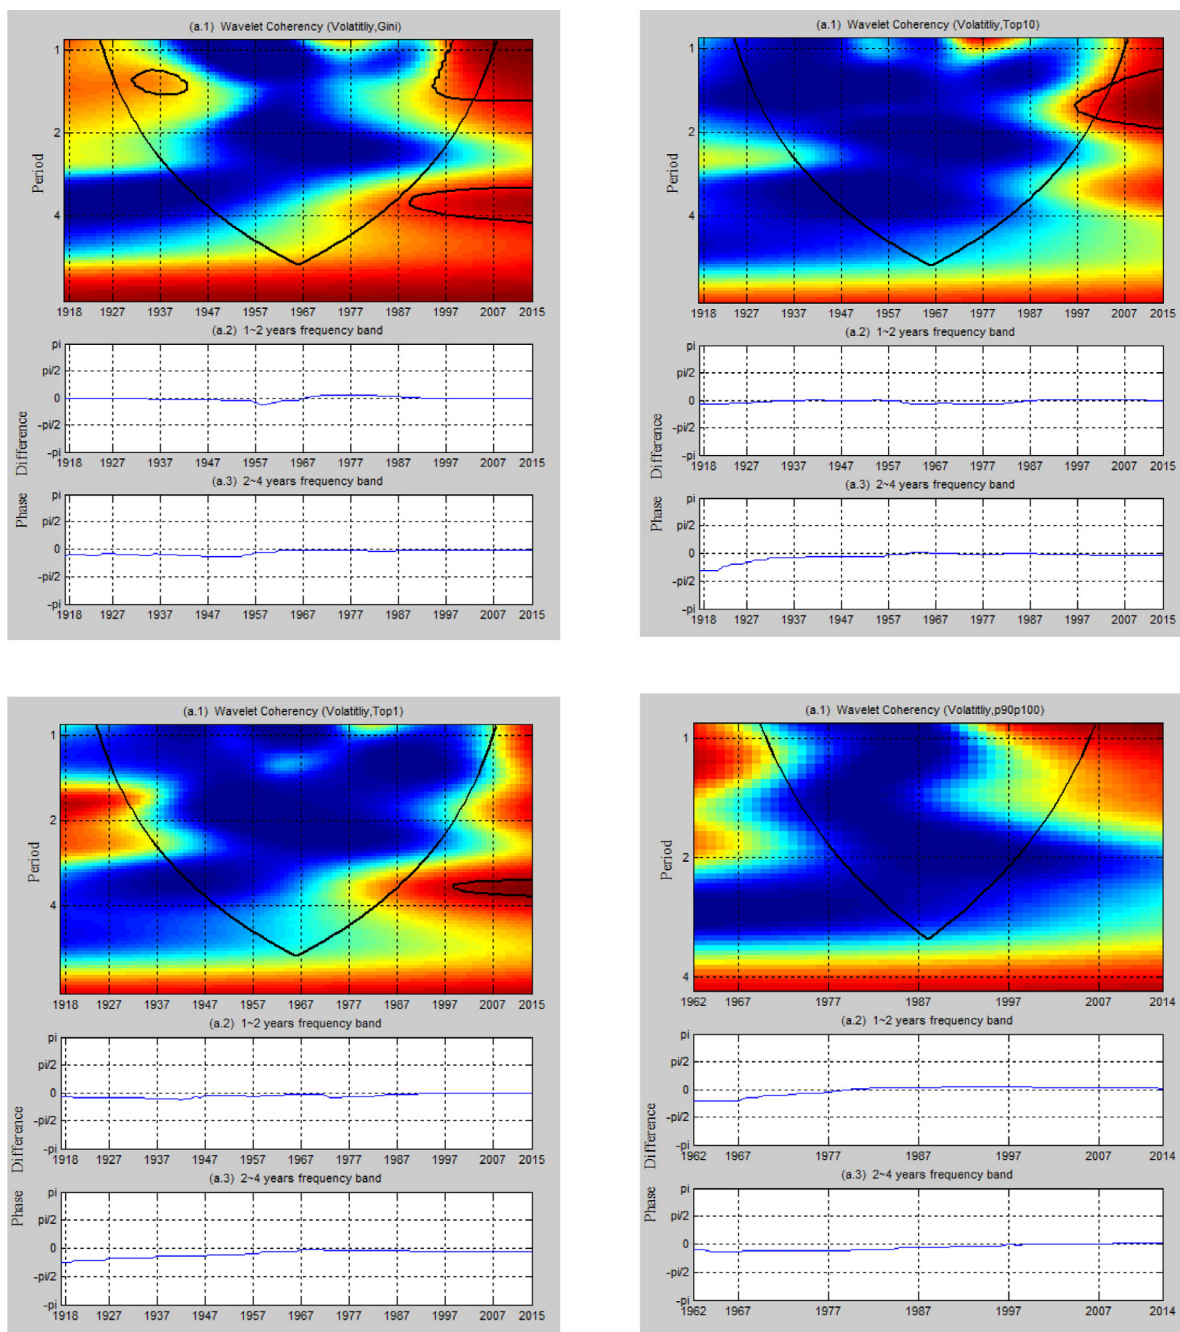 (a.1) Wavelet Coherency (Volatitliy,Gini)
1
2
4
Period
1918 1927 1937 1947 1957 1967 1977 1987 1997 2007 2015
(a.2) 1~2 years frequency band
pi
pi/2
0
-pi/2
-pi
1918 1927 1937 1947 1957 1967 1977 1987 1997 2007 2015
Phase Difference
(a.3) 2~4 years frequency band
pi
pi/2
0
-pi/2
-pi
1918 1927 1937 1947 1957 1967 1977 1987 1997 2007 2015
(a.1) Wavelet Coherency (Volatitliy,Top10)
1
2
4
Period
1918 1927 1937 1947 1957 1967 1977 1987 1997 2007 2015
(a.2) 1~2 years frequency band
pi
pi/2
0
-pi/2
-pi
1918 1927 1937 1947 1957 1967 1977 1987 1997 2007 2015
Phase Difference
(a.3) 2~4 years frequency band
pi
pi/2
0
-pi/2
-pi
1918 1927 1937 1947 1957 1967 1977 1987 1997 2007 2015
(a.1) Wavelet Coherency (Volatitliy,Top1)
1
2
4
Period
1918 1927 1937 1947 1957 1967 1977 1987 1997 2007 2015
(a.2) 1~2 years frequency band
pi
pi/2
0
-pi/2
-pi
1918 1927 1937 1947 1957 1967 1977 1987 1997 2007 2015
Phase Difference
(a.3) 2~4 years frequency band
pi
pi/2
0
-pi/2
-pi
1918 1927 1937 1947 1957 1967 1977 1987 1997 2007 2015
(a.1) Wavelet Coherency (Volatitliy,p90p100)
1
2
4
Period
1962 1967 1977 1987 1997 2007 2014
(a.2) 1~2 years frequency band
pi
pi/2
0
-pi/2
-pi
1962 1967 1977 1987 1997 2007 2014
Phase Difference
(a.3) 2~4 years frequency band
pi
pi/2
0
-pi/2
-pi
1962 1967 1977 1987 1997 2007 2014